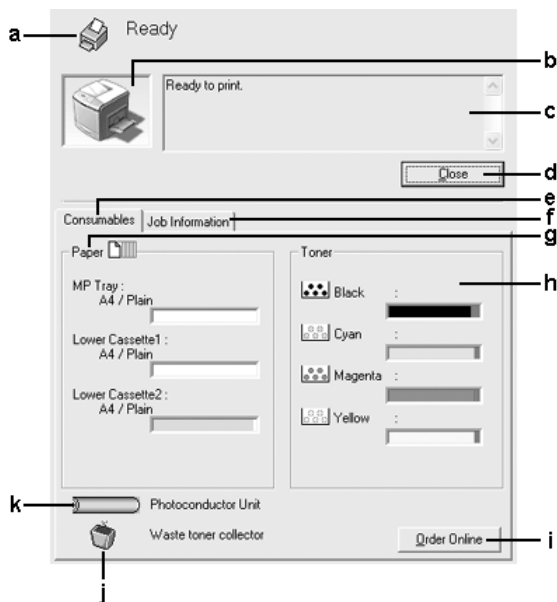 a
Ready
b
Ready to print.
c
Close
d
e
Consumables
Job Information
f
g
Paper
Toner
h
MP Tray :
A4 / Plain
Black :
Lower Cassette1 :
A4 / Plain
Cyan :
Magenta :
Lower Cassette2 :
A4 / Plain
Yellow :
k
Photoconductor Unit
Waste toner collector
Order Online
i
j